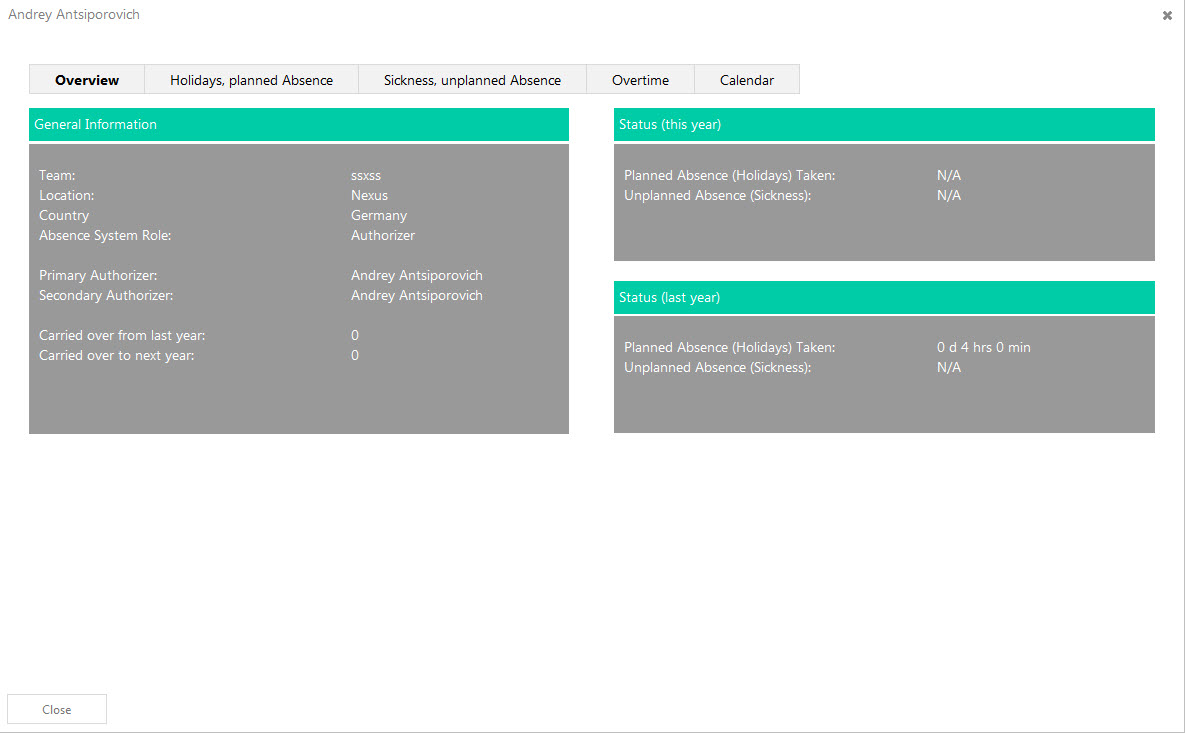 Andrey Antsiporovich
Overview Holidays, planned Absence Sickness, unplanned Absence Overtime Calendar
General Information
Team: ssxss
Location: Nexus
Country Germany
Absence System Role: Authorizer
Primary Authorizer: Andrey Antsiporovich
Secondary Authorizer: Andrey Antsiporovich
Carried over from last year: 0
Carried over to next year: 0
Status (this year)
Planned Absence (Holidays) Taken: N/A
Unplanned Absence (Sickness): N/A
Status (last year)
Planned Absence (Holidays) Taken: 0 d 4 hrs 0 min
Unplanned Absence (Sickness): N/A
Close